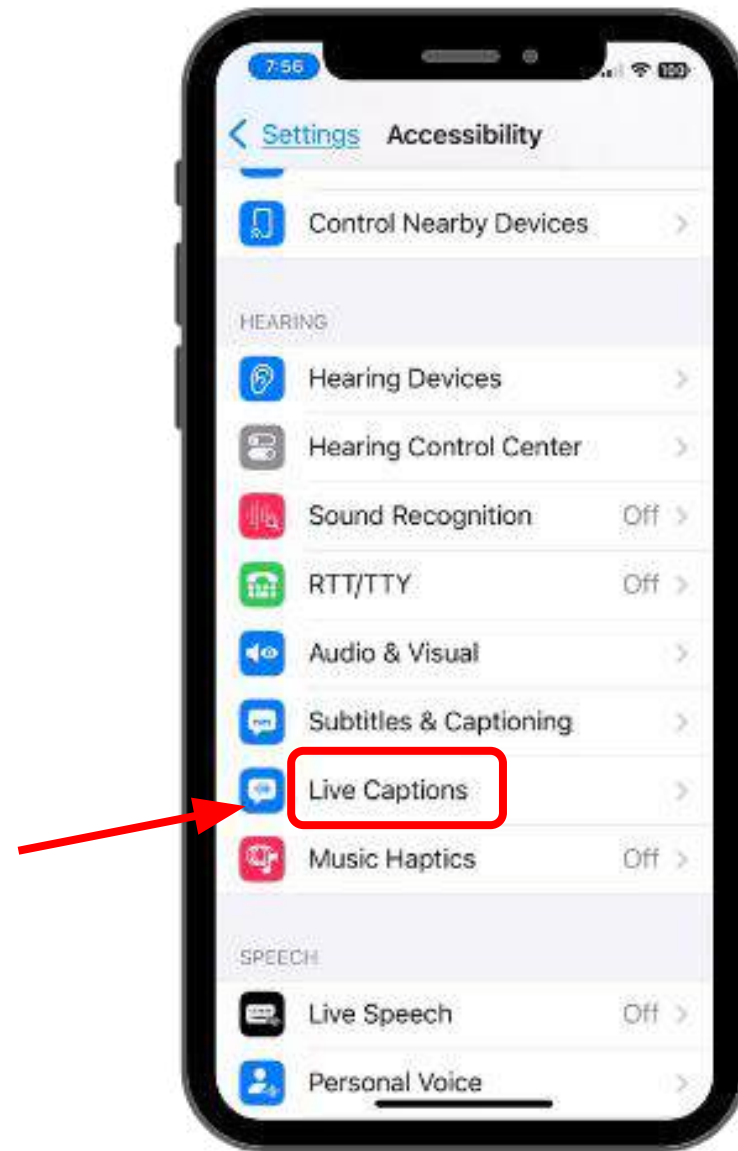 7:56 100
Settings Accessibility
Control Nearby Devices
HEARING
Hearing Devices
Hearing Control Center
Sound Recognition Off
RTT/TTY Off
Audio & Visual
Subtitles & Captioning
Live Captions
Music Haptics Off
SPEECH
Live Speech Off
Personal Voice